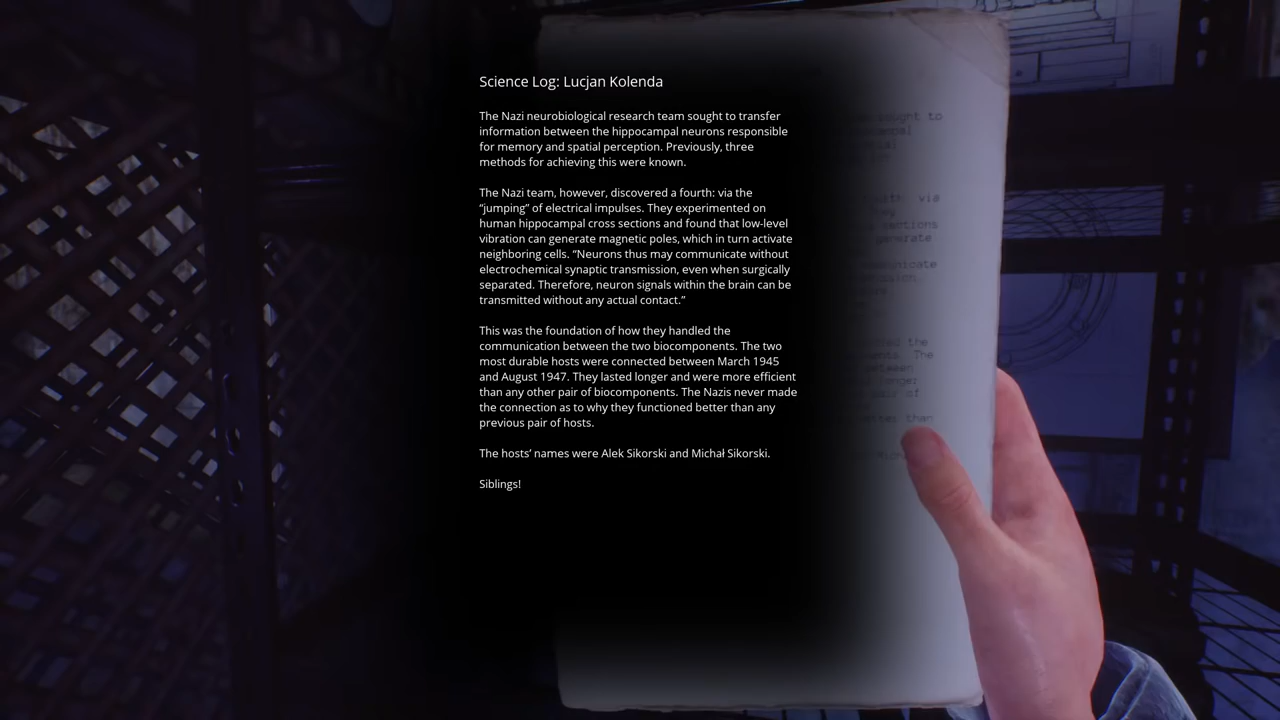 Science Log: Lucjan Kolenda
The Nazi neurobiological research team sought to transfer
information between the hippocampal neurons responsible
for memory and spatial perception. Previously, three
methods for achieving this were known.
The Nazi team, however, discovered a fourth: via the
“jumping” of electrical impulses. They experimented on
human hippocampal cross sections and found that low-level
vibration can generate magnetic poles, which in turn activate
neighboring cells. “Neurons thus may communicate without
electrochemical synaptic transmission, even when surgically
separated. Therefore, neuron signals within the brain can be
transmitted without any actual contact.”
This was the foundation of how they handled the
communication between the two biocomponents. The two
most durable hosts were connected between March 1945
and August 1947. They lasted longer and were more efficient
than any other pair of biocomponents. The Nazis never made
the connection as to why they functioned better than any
previous pair of hosts.
The hosts’ names were Alek Sikorski and Michał Sikorski.
Siblings!